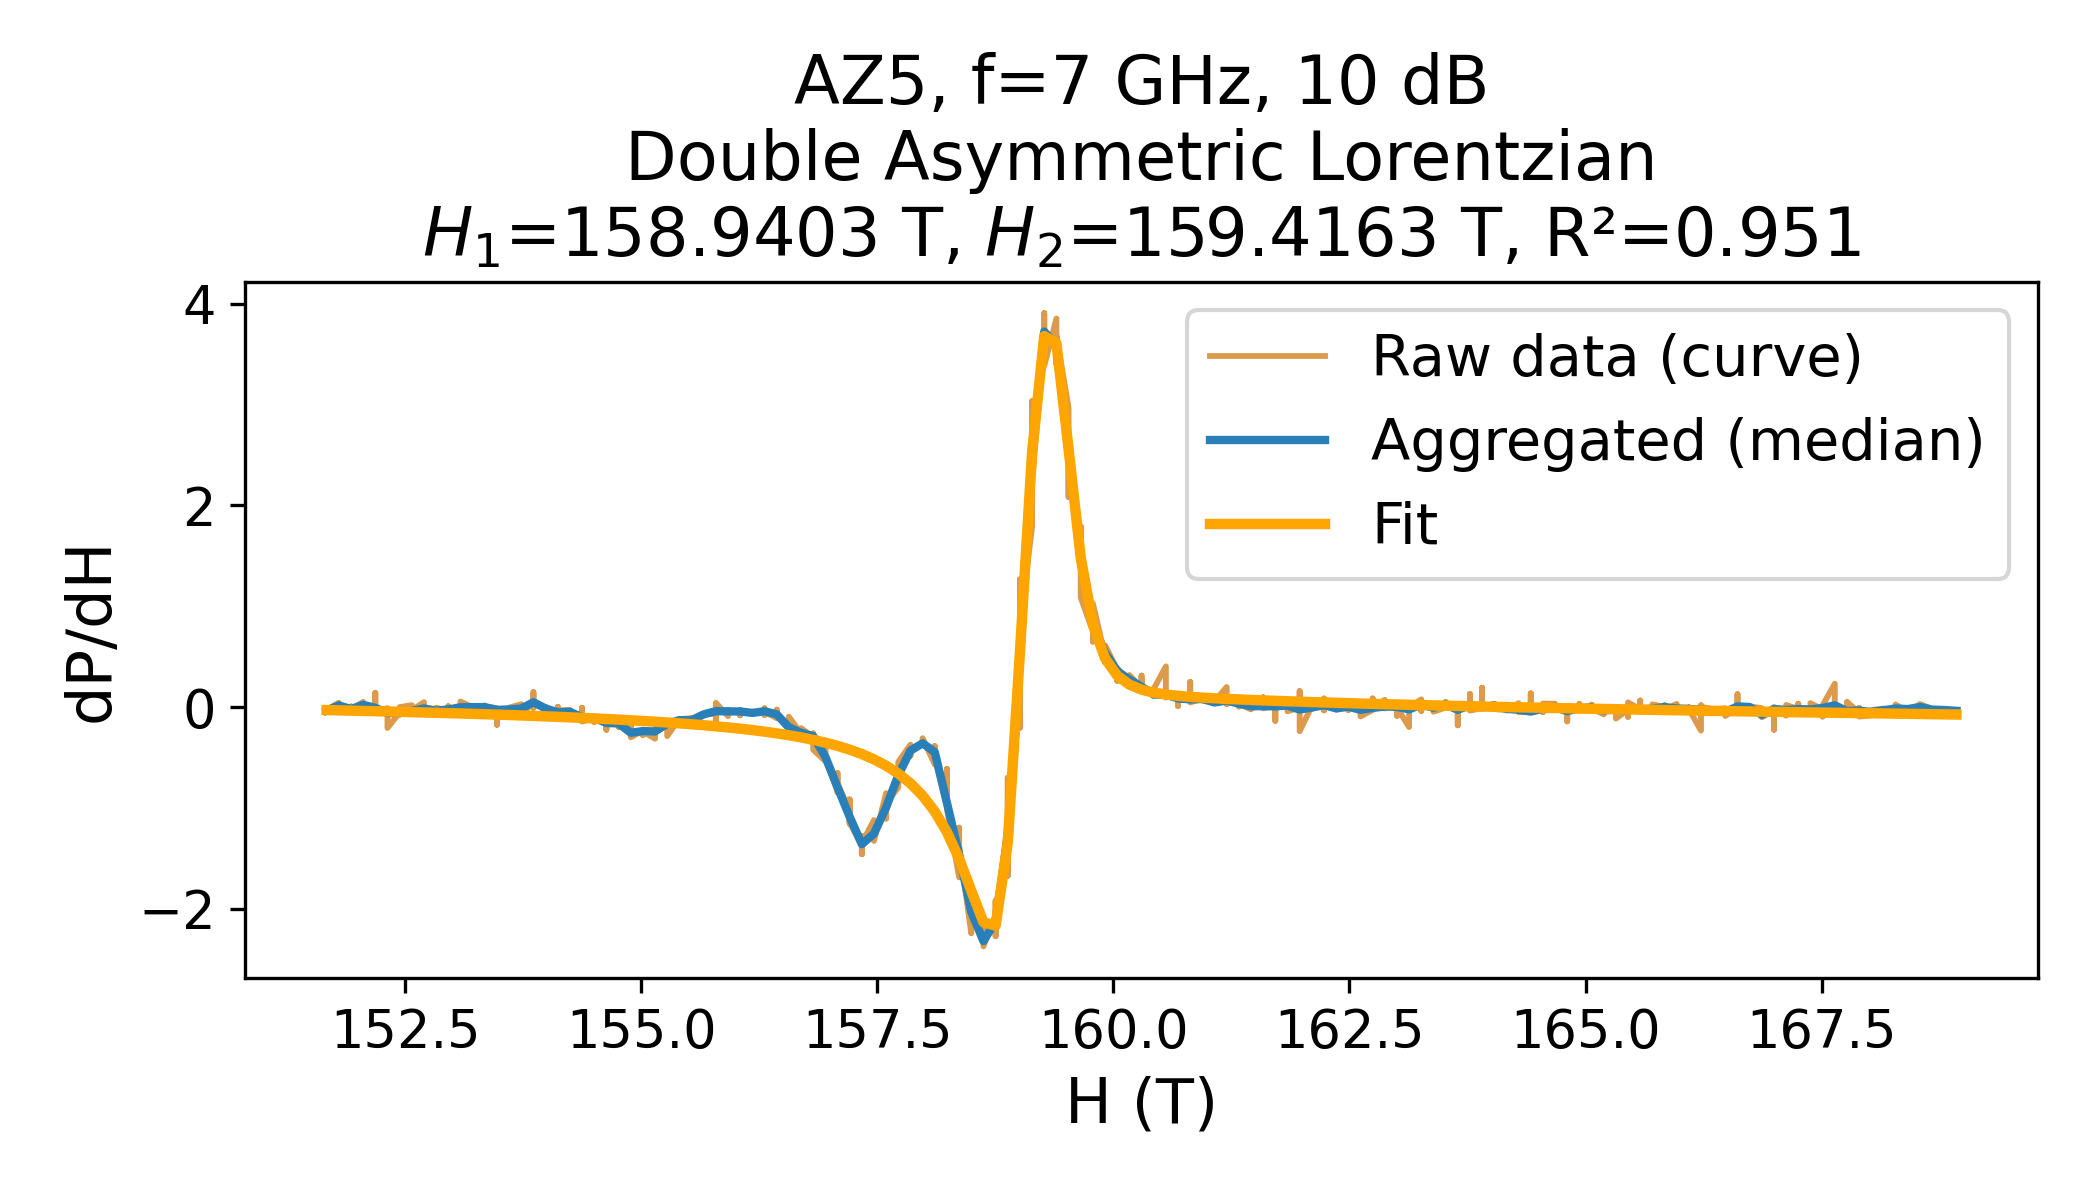 AZ5, f=7 GHz, 10 dB
Double Asymmetric Lorentzian
H₁=158.9403 T, H₂=159.4163 T, R²=0.951
4
2
0
−2
dP/dH
Raw data (curve)
Aggregated (median)
Fit
152.5 155.0 157.5 160.0 162.5 165.0 167.5
H (T)